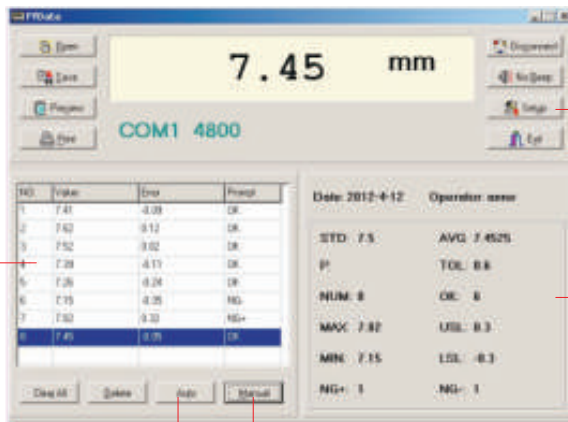 PFData
Open
Save
Preview
Print
7.45 mm
COM1 4800
Disconnect
No Beep
Setup
Exit
NO. Value Error Prompt
1 7.41 -0.09 OK
2 7.62 0.12 OK
3 7.52 0.02 OK
4 7.39 -0.11 OK
5 7.26 -0.24 OK
6 7.15 -0.35 NG-
7 7.82 0.32 NG+
8 7.45 -0.05 OK
Clear All Delete Auto Manual
Date: 2012-4-12 Operator:
STD: 7.5 AVG: 7.4525
P: TOL: 0.6
NUM: 8 OK: 6
MAX: 7.82 USL: 0.3
MIN: 7.15 LSL: -0.3
NG+: 1 NG-: 1